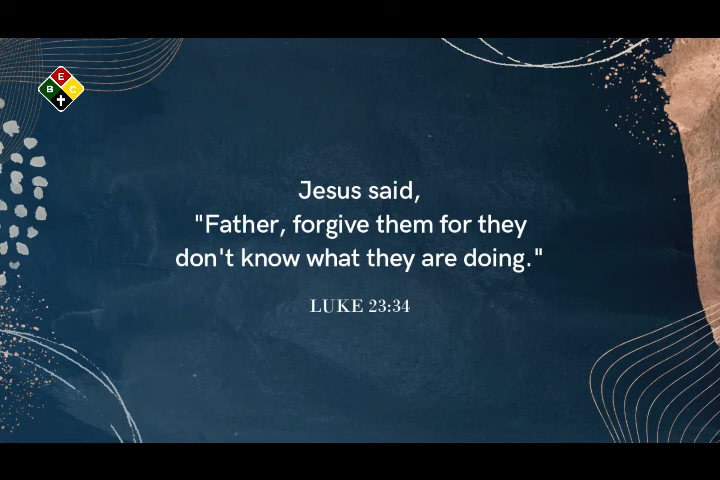 E
B C
Jesus said,
"Father, forgive them for they
don't know what they are doing."
LUKE 23:34